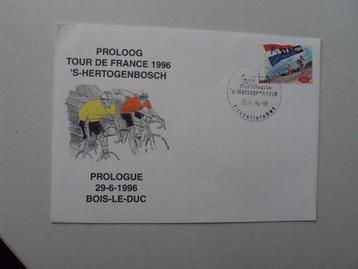 PROLOOG
TOUR DE FRANCE 1996
'S-HERTOGENBOSCH
's-Hertogenbosch
PROLOGUE
29-6-1996
BOIS-LE-DUC